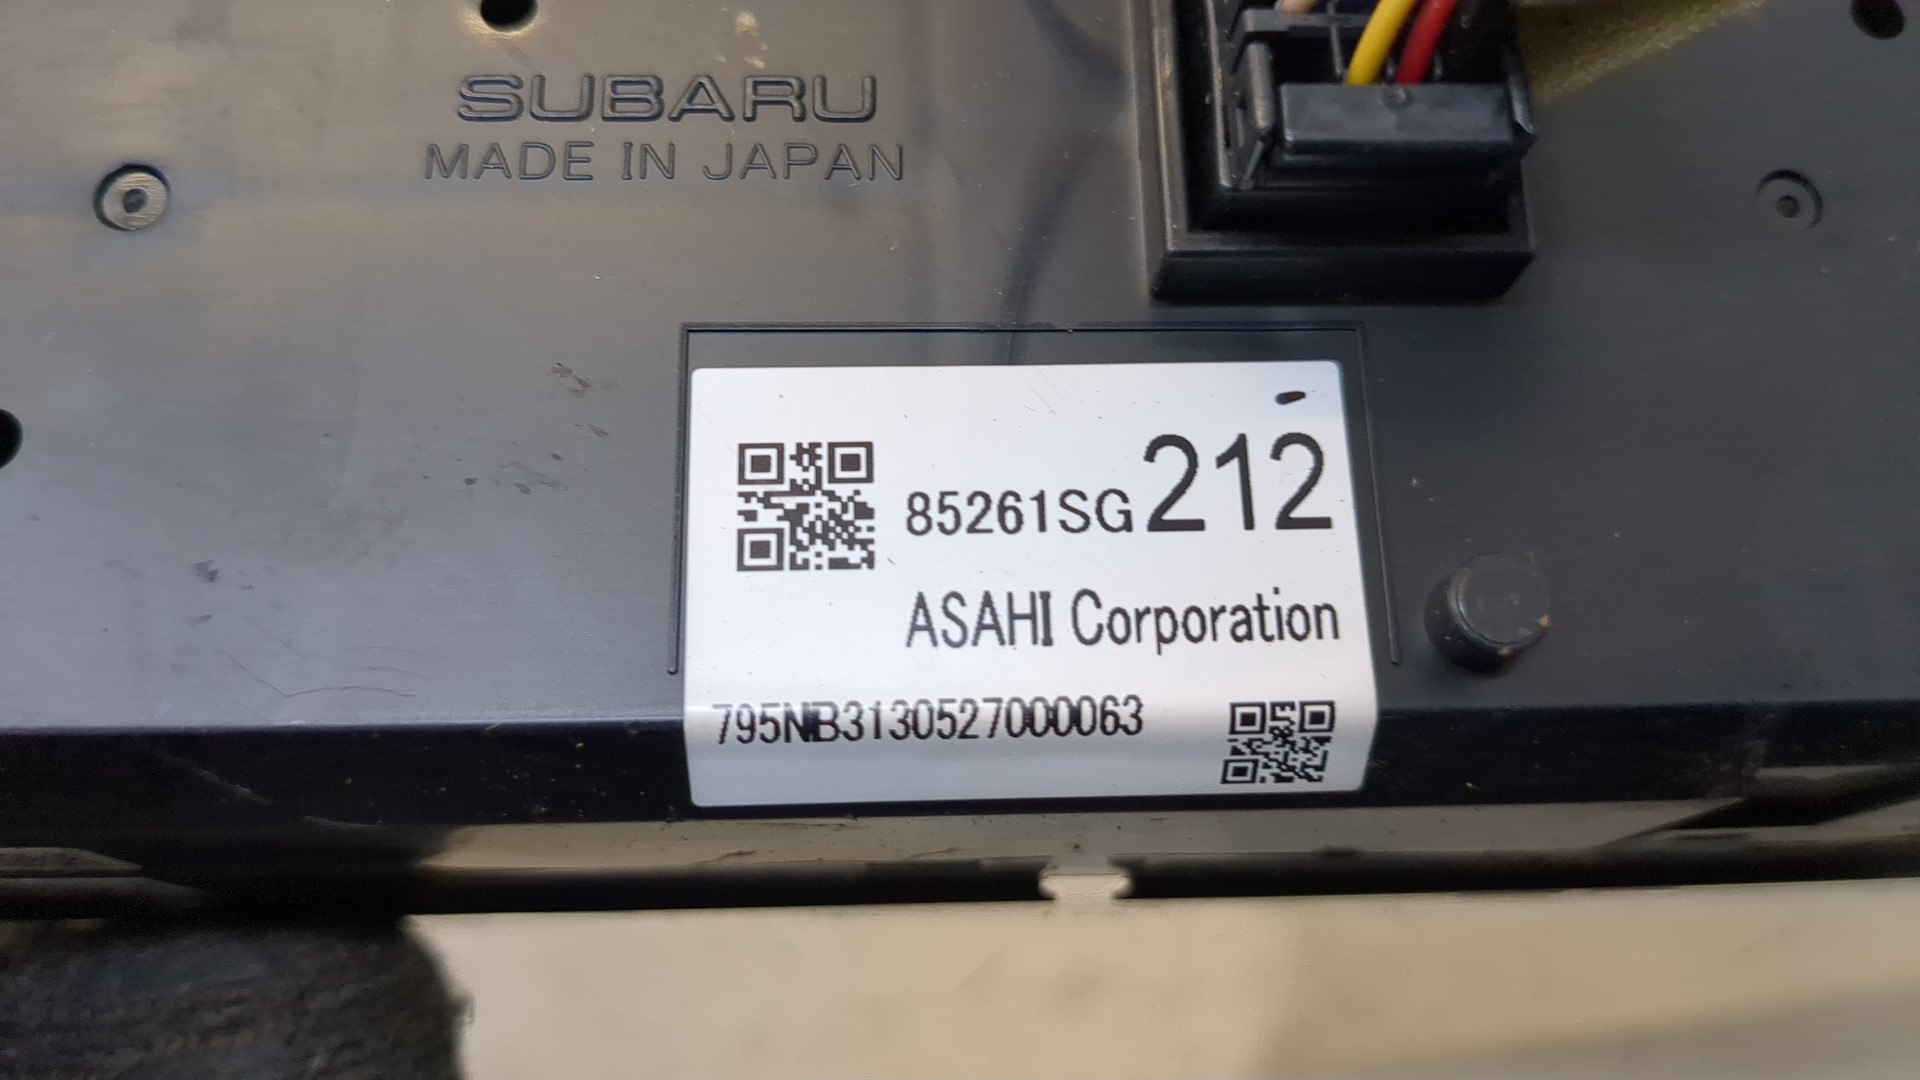 SUBARU
MADE IN JAPAN
85261SG212
ASAHI Corporation
795NB3130527000063